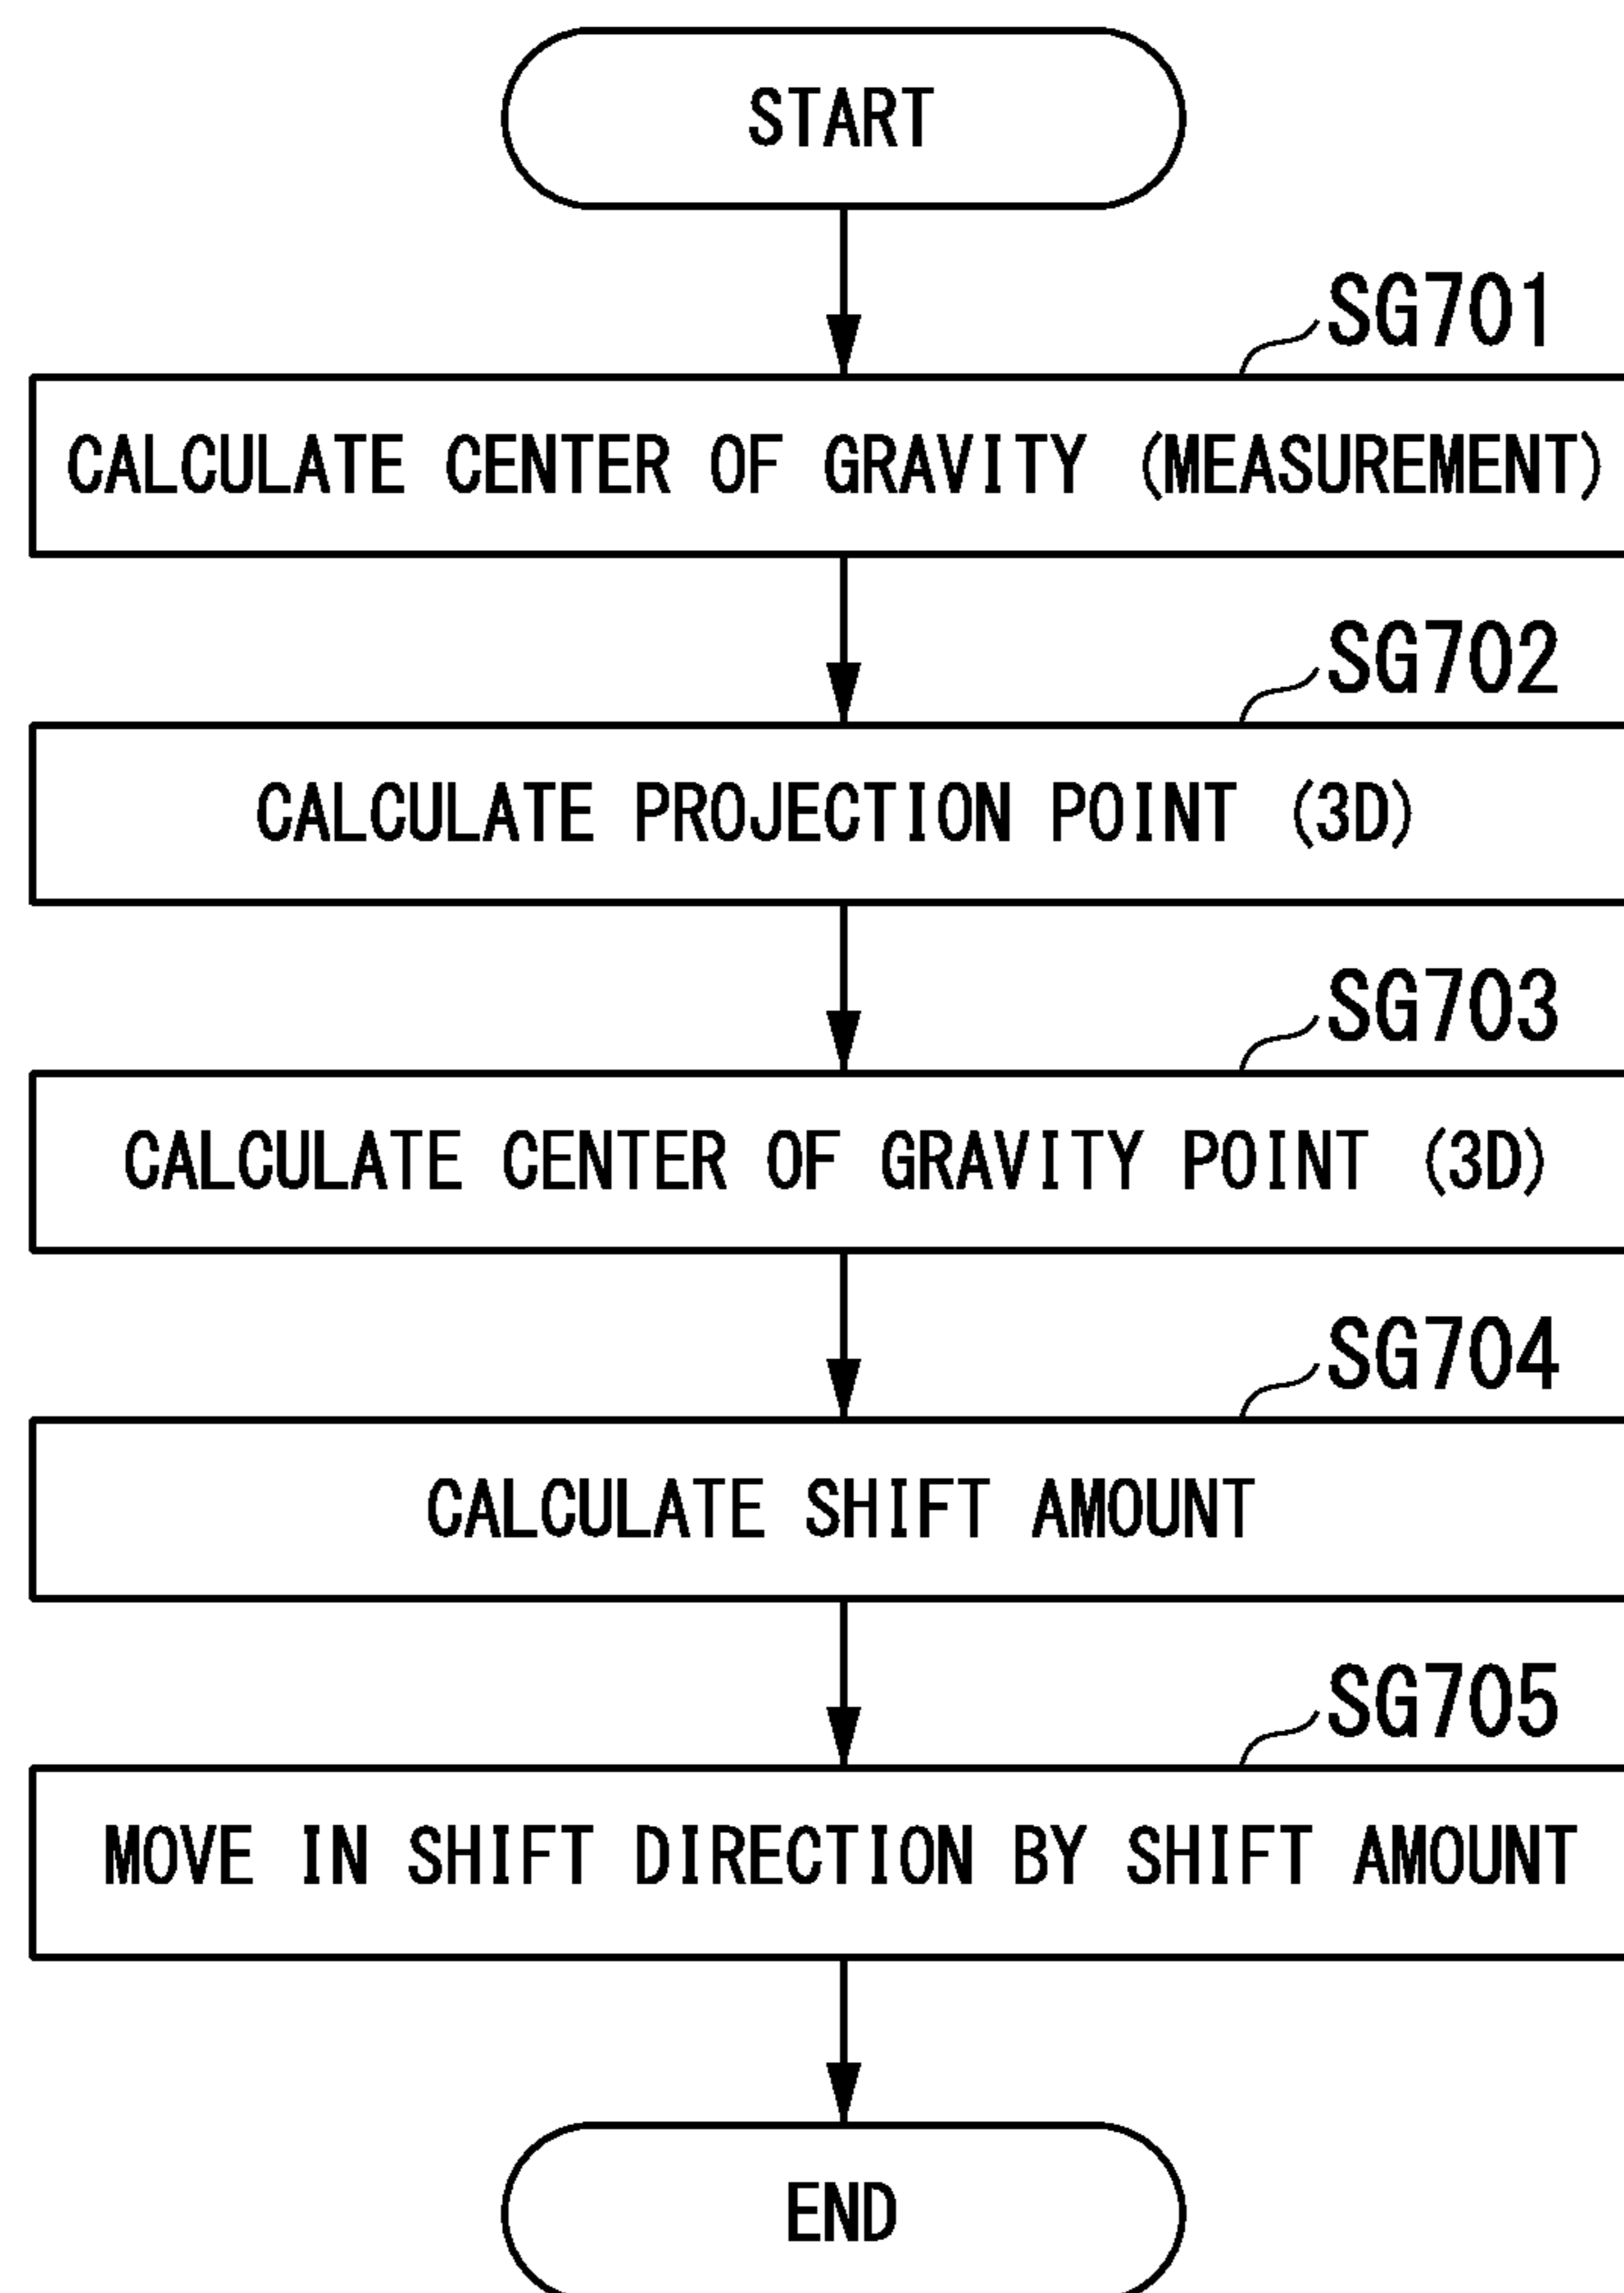 START
SG701
CALCULATE CENTER OF GRAVITY (MEASUREMENT)
SG702
CALCULATE PROJECTION POINT (3D)
SG703
CALCULATE CENTER OF GRAVITY POINT (3D)
SG704
CALCULATE SHIFT AMOUNT
SG705
MOVE IN SHIFT DIRECTION BY SHIFT AMOUNT
END